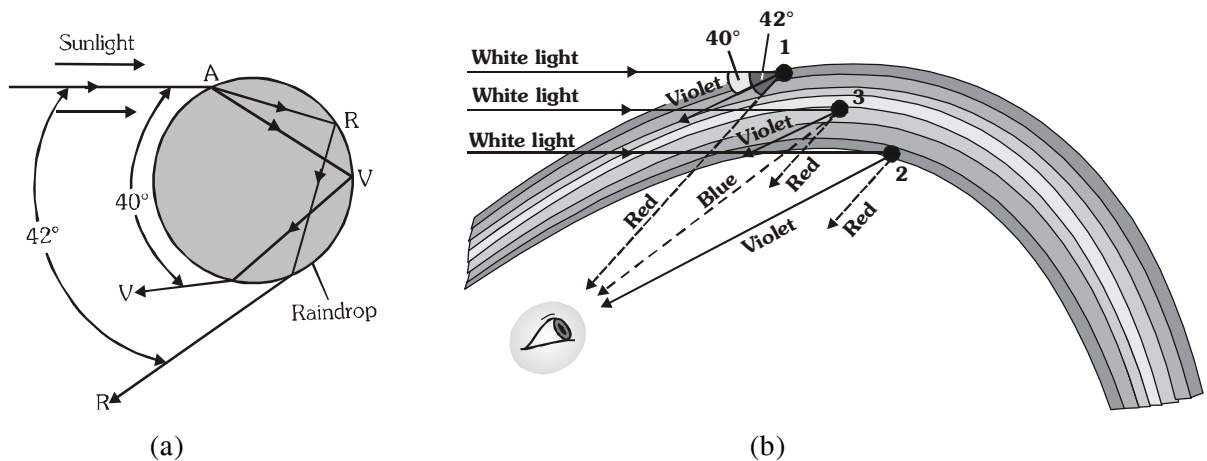 Sunlight
A
R
V
40°
42°
V
Raindrop
R
(a)
42°
40°
1
White light
Violet
3
White light
Violet
White light
2
Red
Blue
Red
Red
Violet
(b)